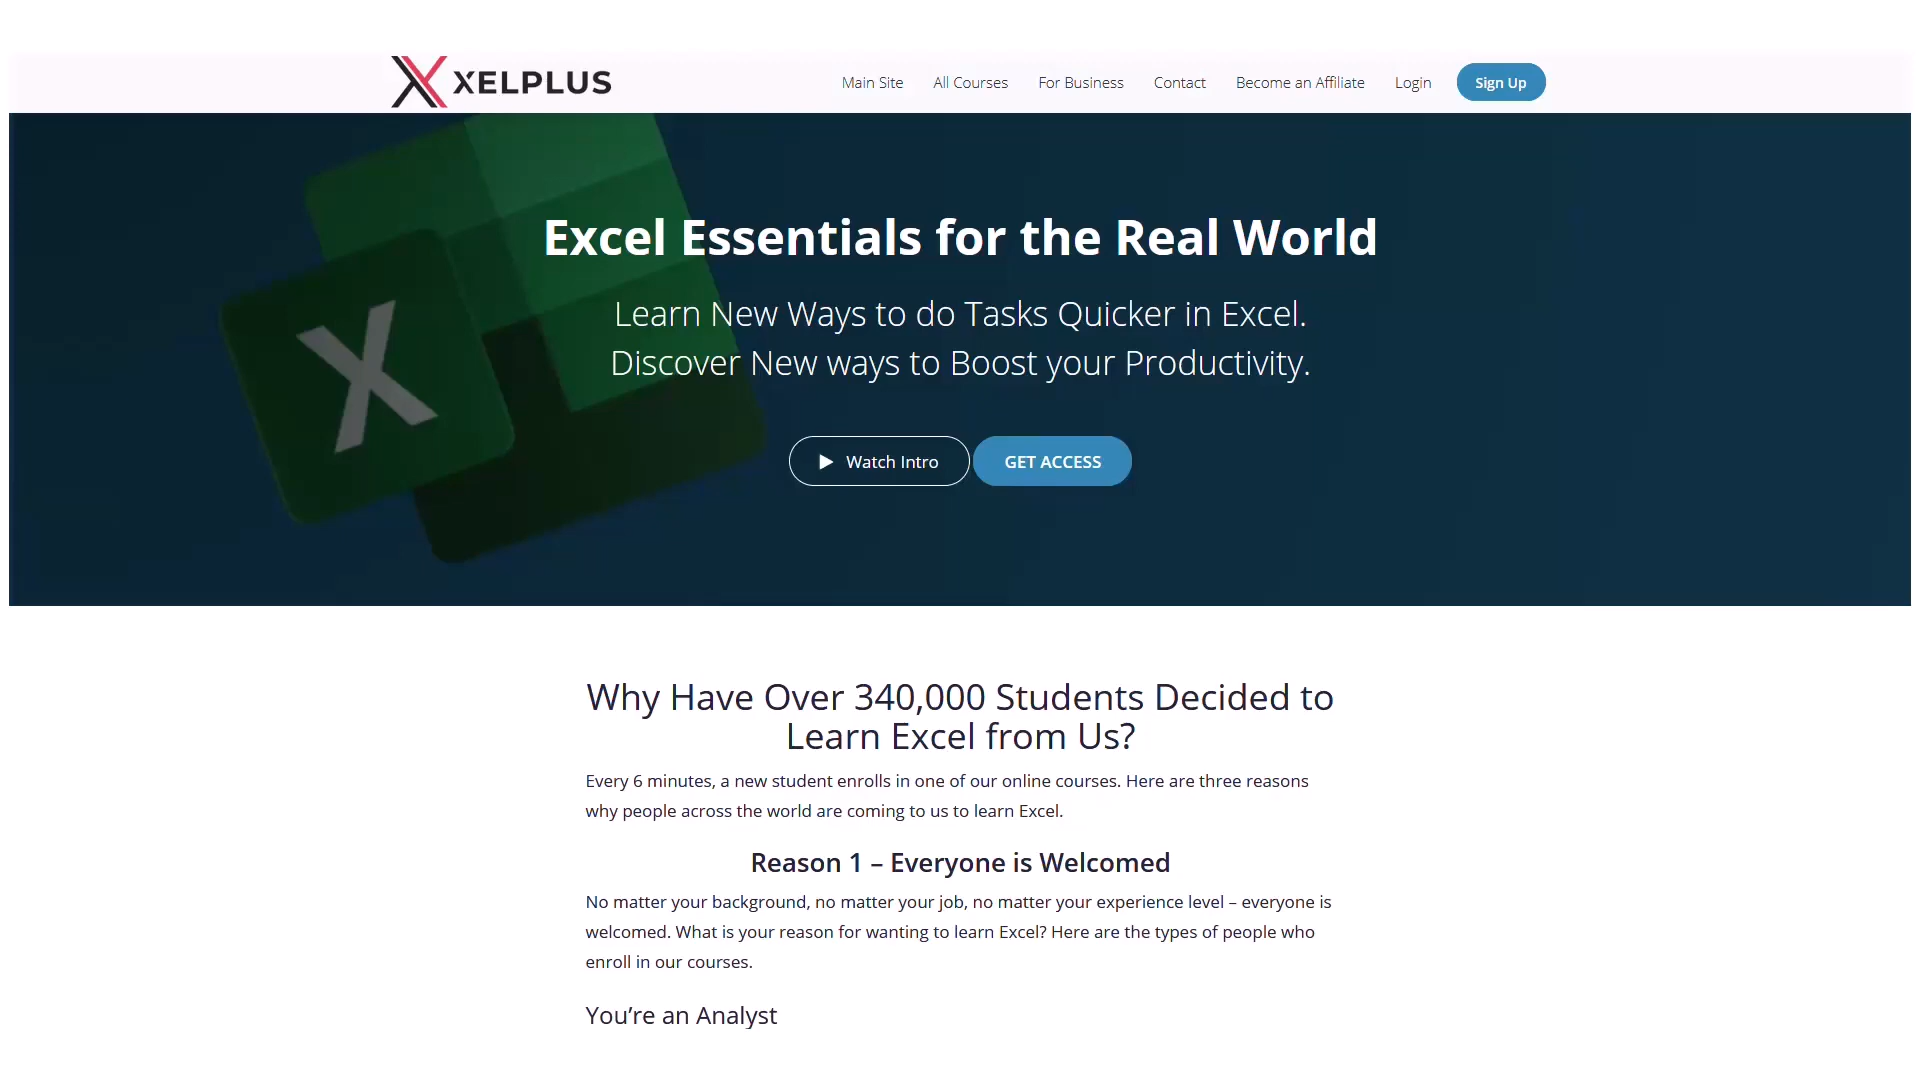 XELPLUS
Main Site
All Courses
For Business
Contact
Become an Affiliate
Login
Sign Up
X
Excel Essentials for the Real World
Learn New Ways to do Tasks Quicker in Excel.
Discover New ways to Boost your Productivity.
Watch Intro
GET ACCESS
Why Have Over 340,000 Students Decided to
Learn Excel from Us?
Every 6 minutes, a new student enrolls in one of our online courses. Here are three reasons
why people across the world are coming to us to learn Excel.
Reason 1 – Everyone is Welcomed
No matter your background, no matter your job, no matter your experience level – everyone is
welcomed. What is your reason for wanting to learn Excel? Here are the types of people who
enroll in our courses.
You’re an Analyst